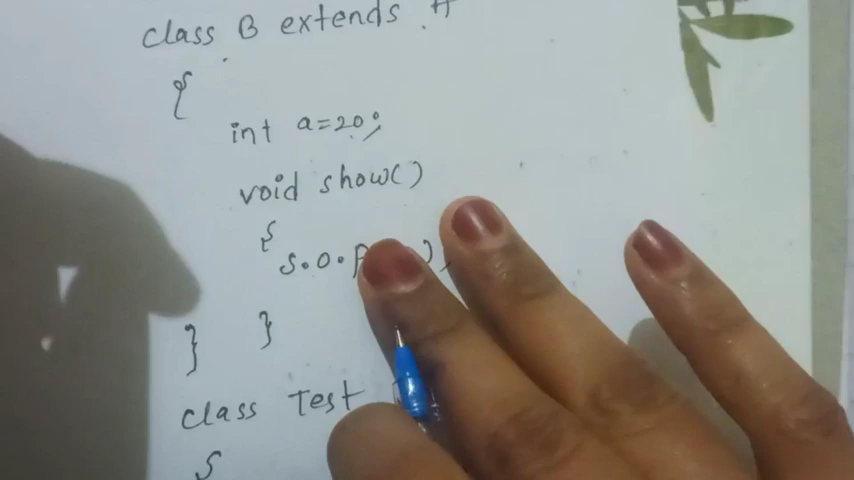 class B extends A
{
int a=20;
void show()
{
S.O.P
}
}
class Test
{